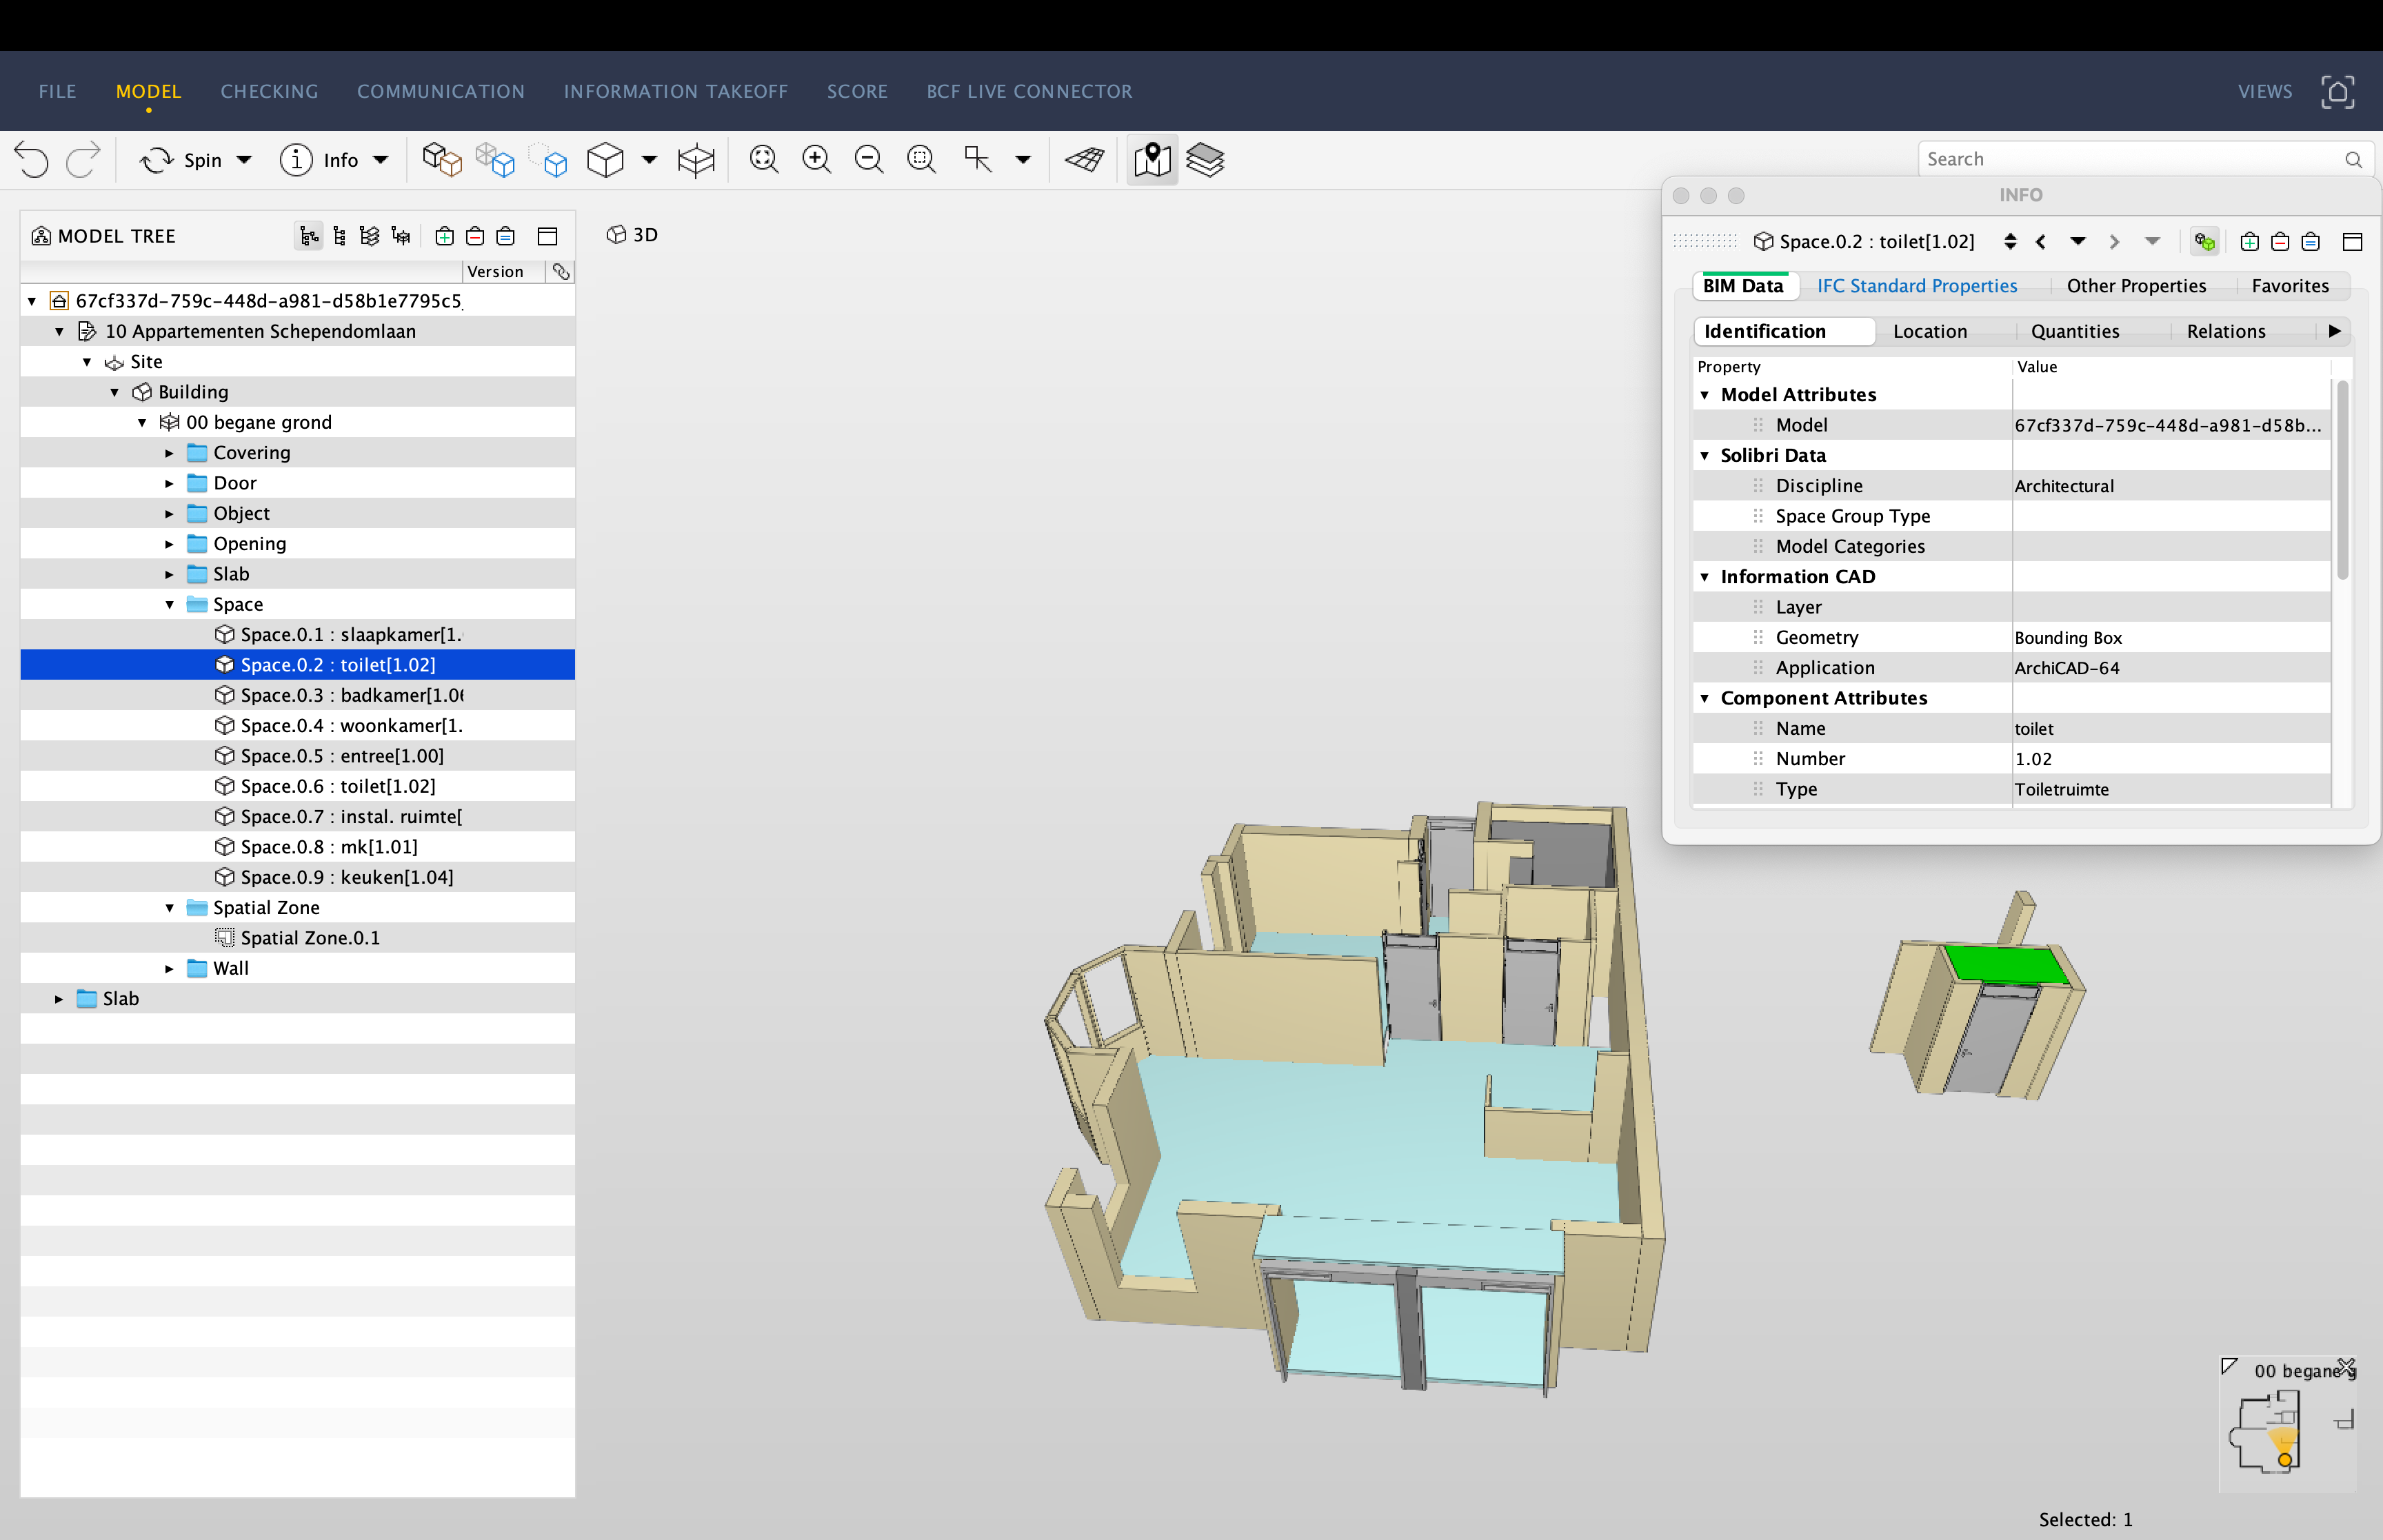 FILE MODEL CHECKING COMMUNICATION INFORMATION TAKEOFF SCORE BCF LIVE CONNECTOR VIEWS
Spin Info Search
INFO
MODEL TREE
3D
Space.0.2 : toilet[1.02]
Version
BIM Data IFC Standard Properties Other Properties Favorites
67cf337d-759c-448d-a981-d58b1e7795c5
10 Appartementen Schependomlaan
Site
Building
00 begane grond
Covering
Door
Object
Opening
Slab
Space
Space.0.1 : slaapkamer[1.
Space.0.2 : toilet[1.02]
Space.0.3 : badkamer[1.06
Space.0.4 : woonkamer[1.
Space.0.5 : entree[1.00]
Space.0.6 : toilet[1.02]
Space.0.7 : instal. ruimte[
Space.0.8 : mk[1.01]
Space.0.9 : keuken[1.04]
Spatial Zone
Spatial Zone.0.1
Wall
Slab
Identification Location Quantities Relations
Property Value
Model Attributes
Model 67cf337d-759c-448d-a981-d58b...
Solibri Data
Discipline Architectural
Space Group Type
Model Categories
Information CAD
Layer
Geometry Bounding Box
Application ArchiCAD-64
Component Attributes
Name toilet
Number 1.02
Type Toiletruimte
00 begane g
Selected: 1